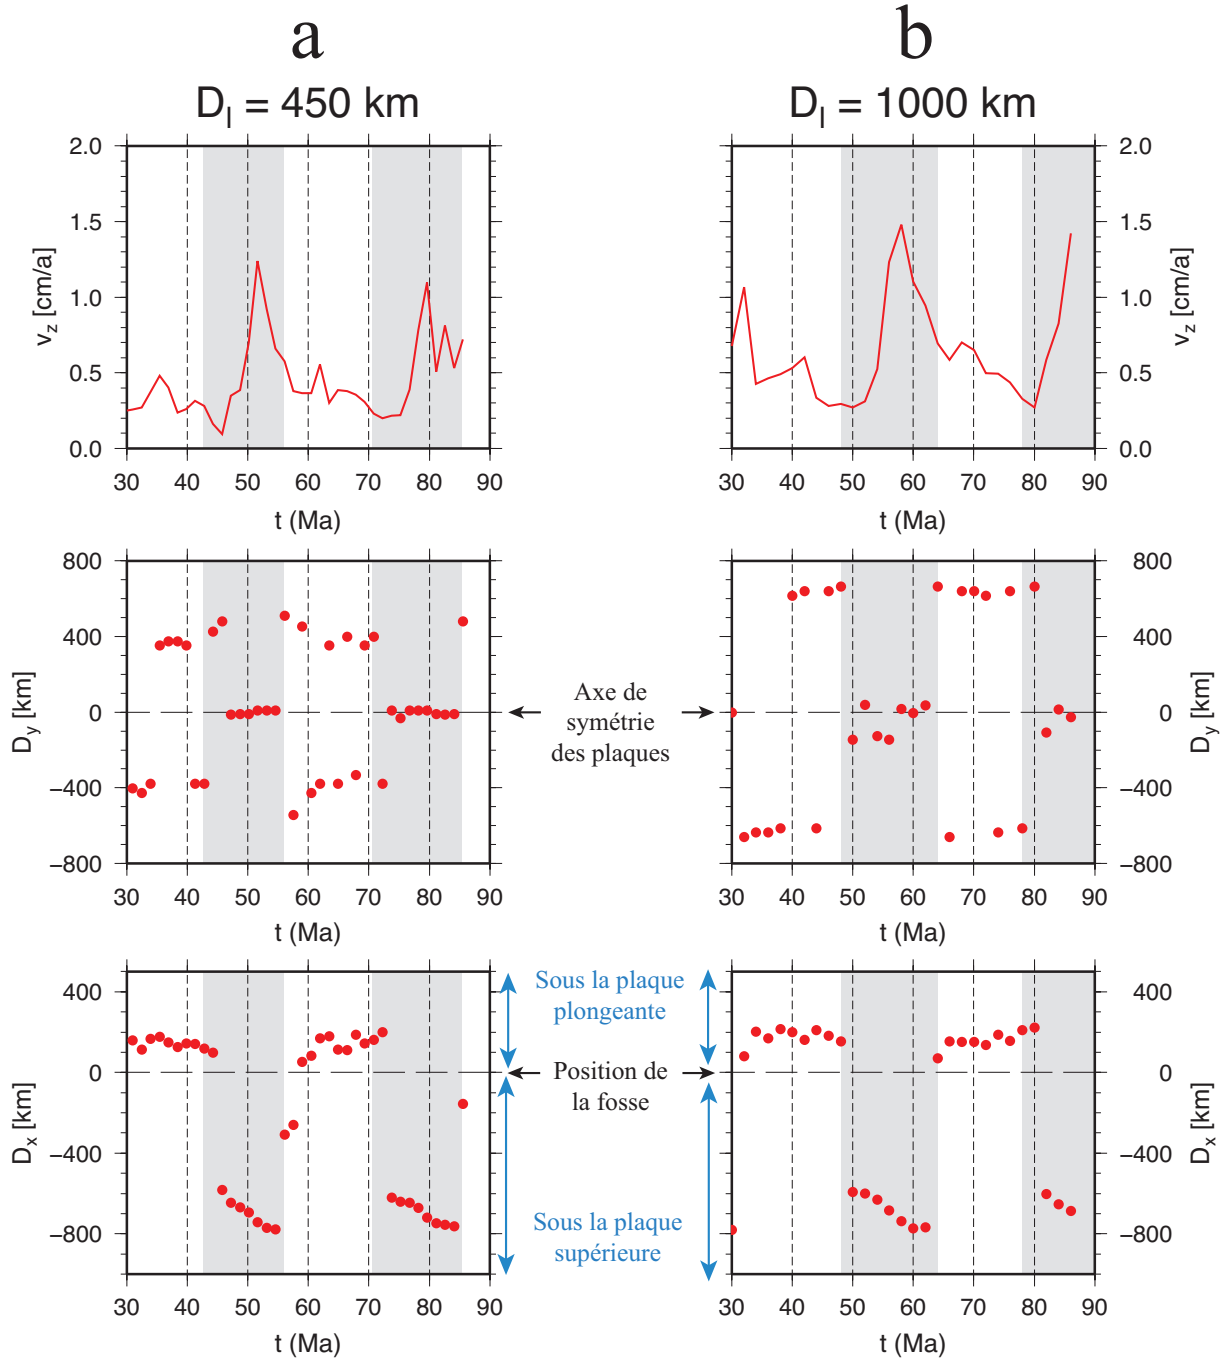 a
b
D_l = 450 km
D_l = 1000 km
2.0
1.5
1.0
0.5
0.0
v_z [cm/a]
30 40 50 60 70 80 90
t (Ma)
2.0
1.5
1.0
0.5
0.0
v_z [cm/a]
30 40 50 60 70 80 90
t (Ma)
800
400
0
−400
−800
D_y [km]
30 40 50 60 70 80 90
t (Ma)
Axe de
symétrie
des plaques
800
400
0
−400
−800
D_y [km]
30 40 50 60 70 80 90
t (Ma)
400
0
−400
−800
D_x [km]
30 40 50 60 70 80 90
t (Ma)
Sous la plaque
plongeante
Position de
la fosse
Sous la plaque
supérieure
400
0
−400
−800
D_x [km]
30 40 50 60 70 80 90
t (Ma)